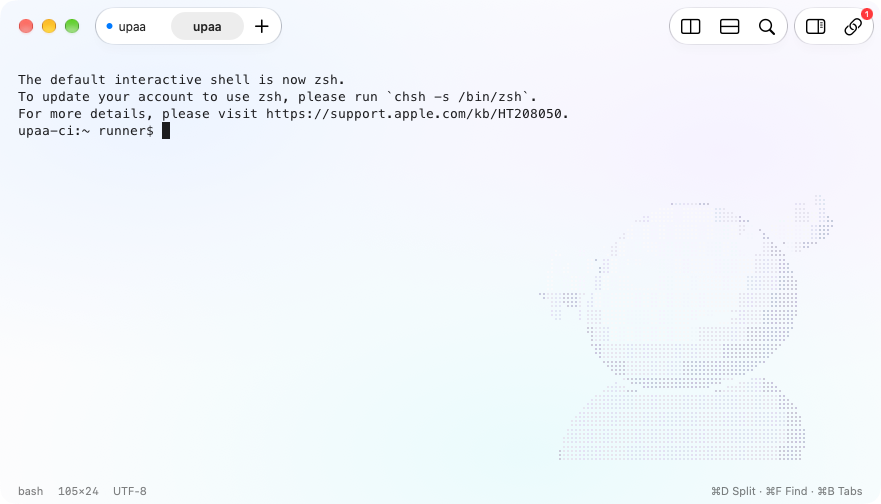 upaa
upaa
1
The default interactive shell is now zsh.
To update your account to use zsh, please run `chsh -s /bin/zsh`.
For more details, please visit https://support.apple.com/kb/HT208050.
upaa-ci:~ runner$
bash 105×24 UTF-8
⌘D Split · ⌘F Find · ⌘B Tabs